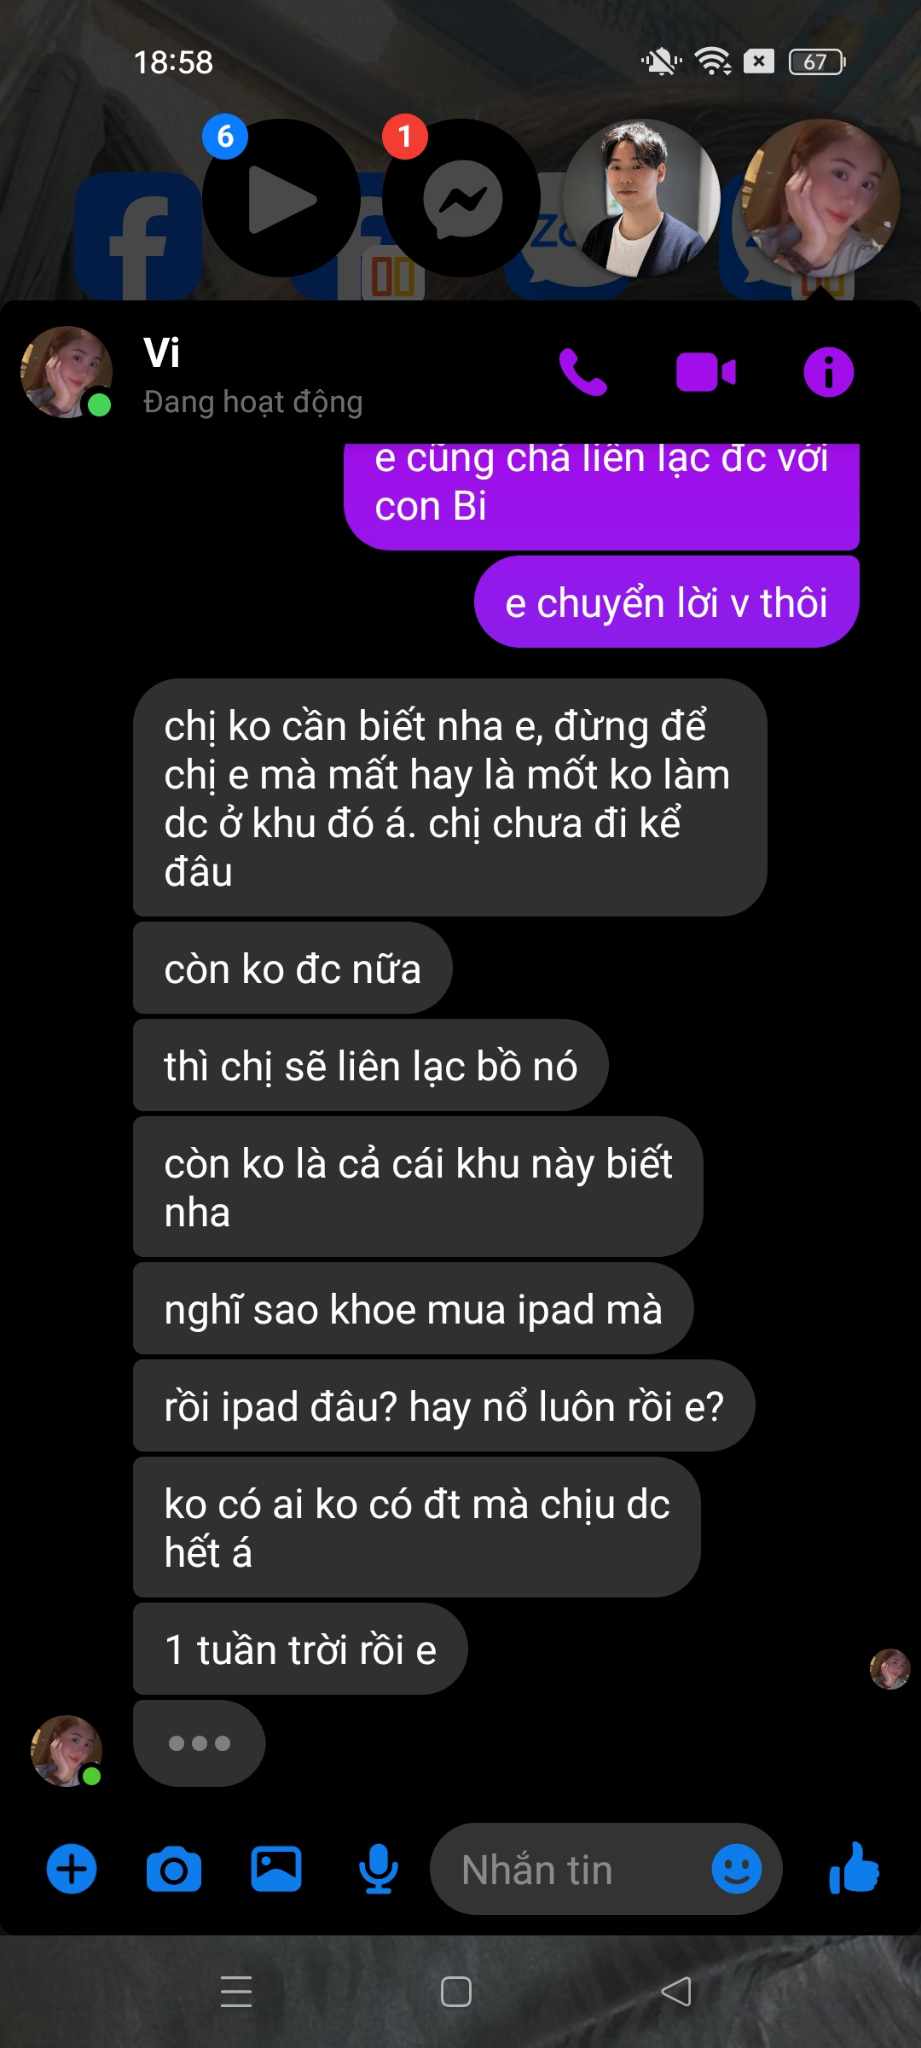 18:58
67
6
1
Vi
Đang hoạt động
e cũng chả liên lạc đc với
con Bi
e chuyển lời v thôi
chị ko cần biết nha e, đừng để
chị e mà mất hay là mốt ko làm
dc ở khu đó á. chị chưa đi kể
đâu
còn ko đc nữa
thì chị sẽ liên lạc bồ nó
còn ko là cả cái khu này biết
nha
nghĩ sao khoe mua ipad mà
rồi ipad đâu? hay nổ luôn rồi e?
ko có ai ko có đt mà chịu dc
hết á
1 tuần trời rồi e
Nhắn tin